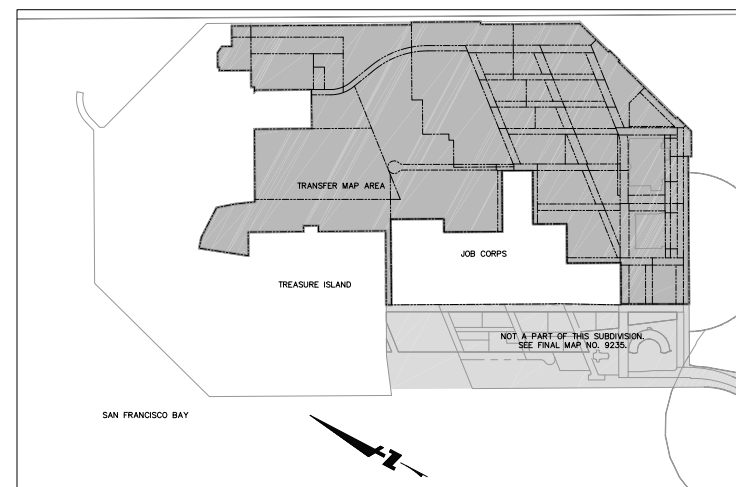 TRANSFER MAP AREA
JOB CORPS
TREASURE ISLAND
NOT A PART OF THIS SUBDIVISION.
SEE FINAL MAP NO. 9235.
SAN FRANCISCO BAY
N